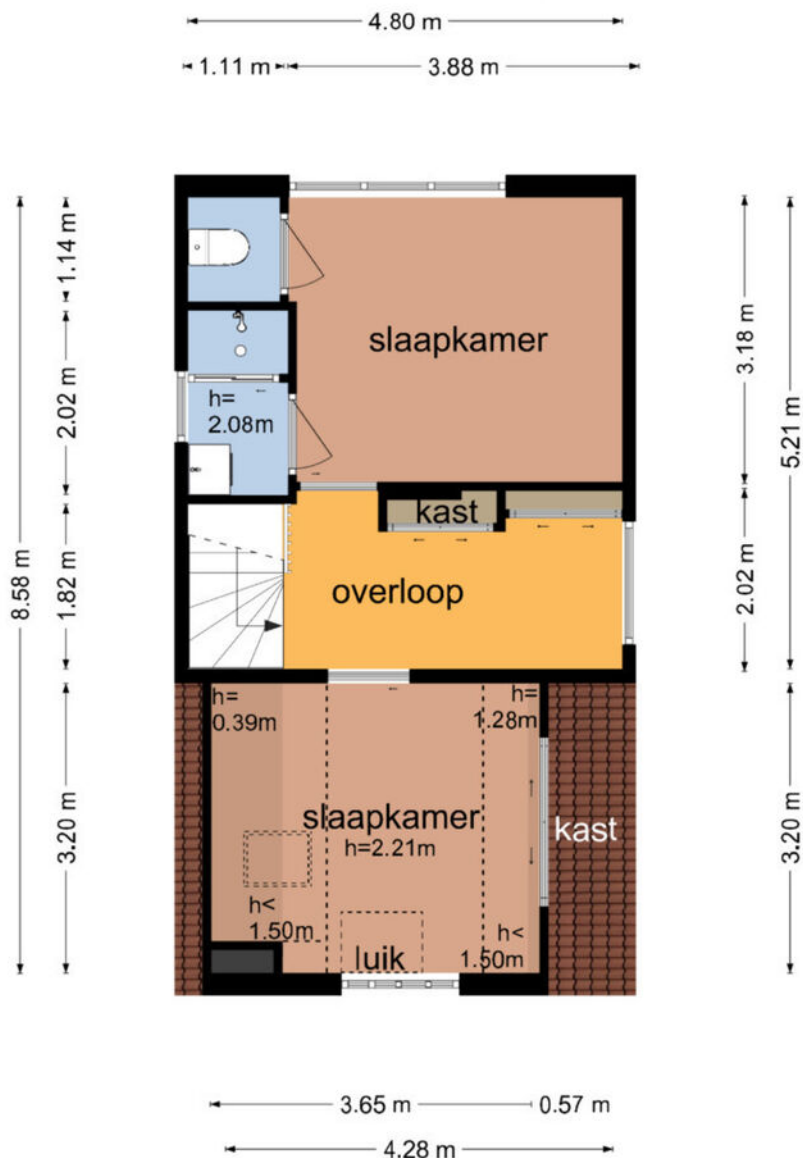 4.80 m
1.11 m
3.88 m
1.14 m
2.02 m
1.82 m
8.58 m
3.20 m
3.18 m
5.21 m
2.02 m
3.20 m
slaapkamer
h=
2.08m
kast
overloop
h=
0.39m
h=
1.28m
slaapkamer
h=2.21m
kast
h<
1.50m
h<
1.50m
luik
3.65 m
0.57 m
4.28 m